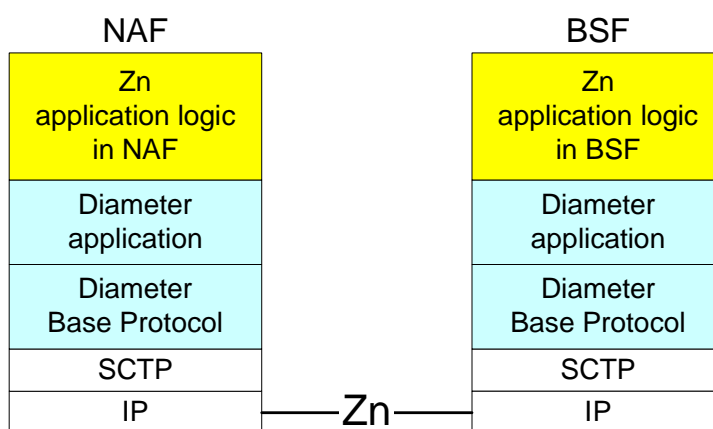 NAF
BSF
Zn
application logic
in NAF
Zn
application logic
in BSF
Diameter
application
Diameter
application
Diameter
Base Protocol
Diameter
Base Protocol
SCTP
SCTP
IP
Zn
IP